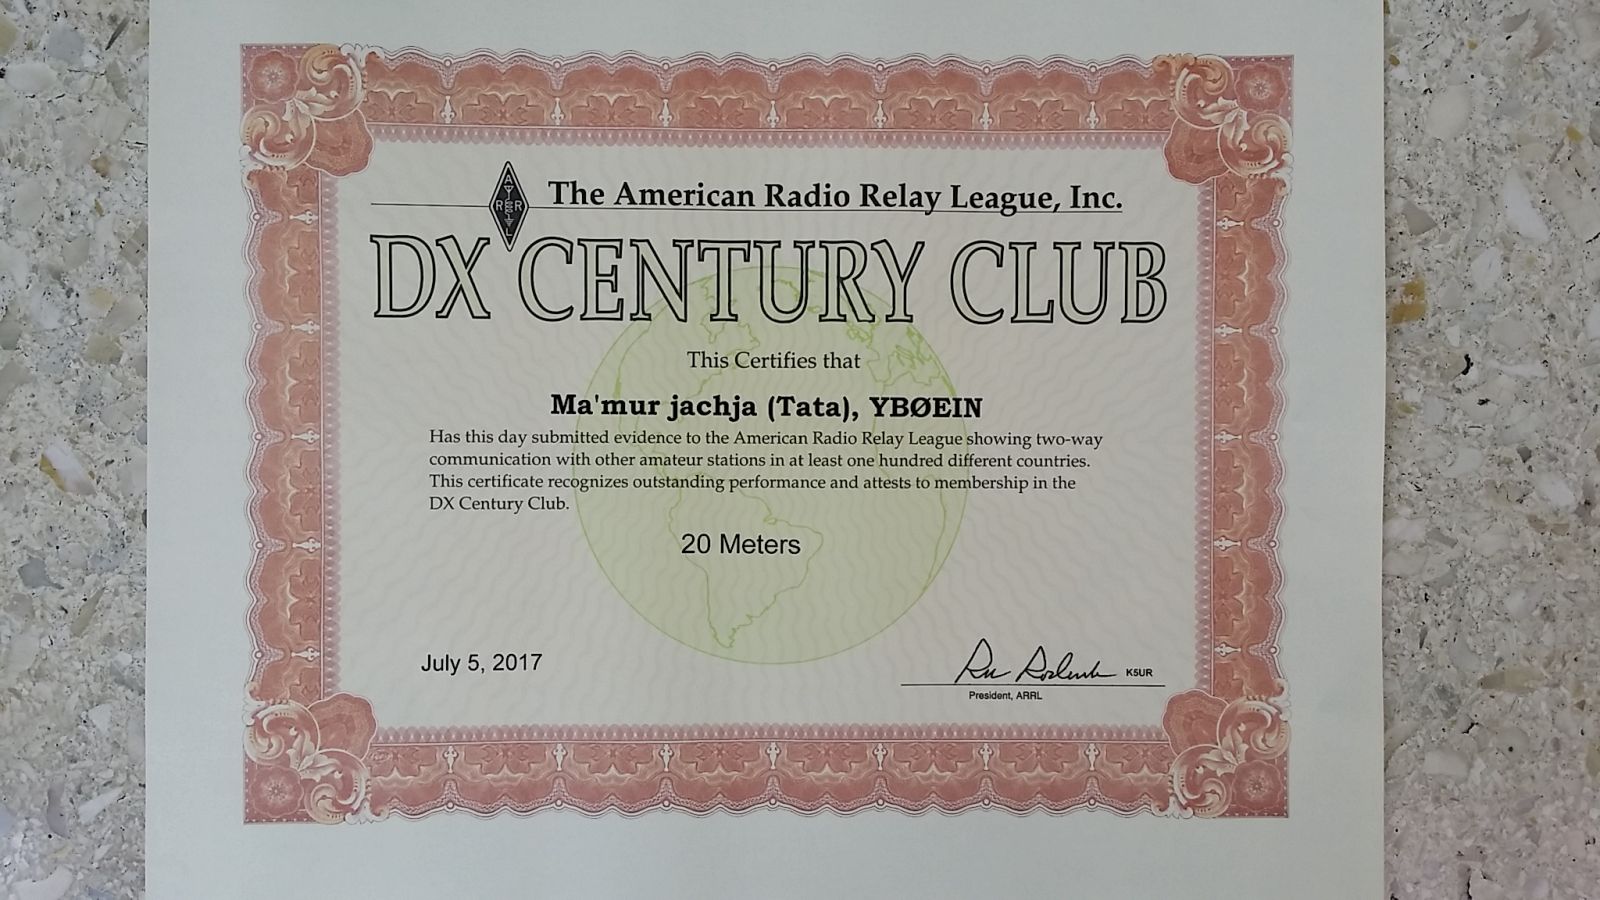 The American Radio Relay League, Inc.
A
RRR
L
DX CENTURY CLUB
This Certifies that
Ma'mur jachja (Tata), YBØEIN
Has this day submitted evidence to the American Radio Relay League showing two-way
communication with other amateur stations in at least one hundred different countries.
This certificate recognizes outstanding performance and attests to membership in the
DX Century Club.
20 Meters
July 5, 2017
K5UR
President, ARRL